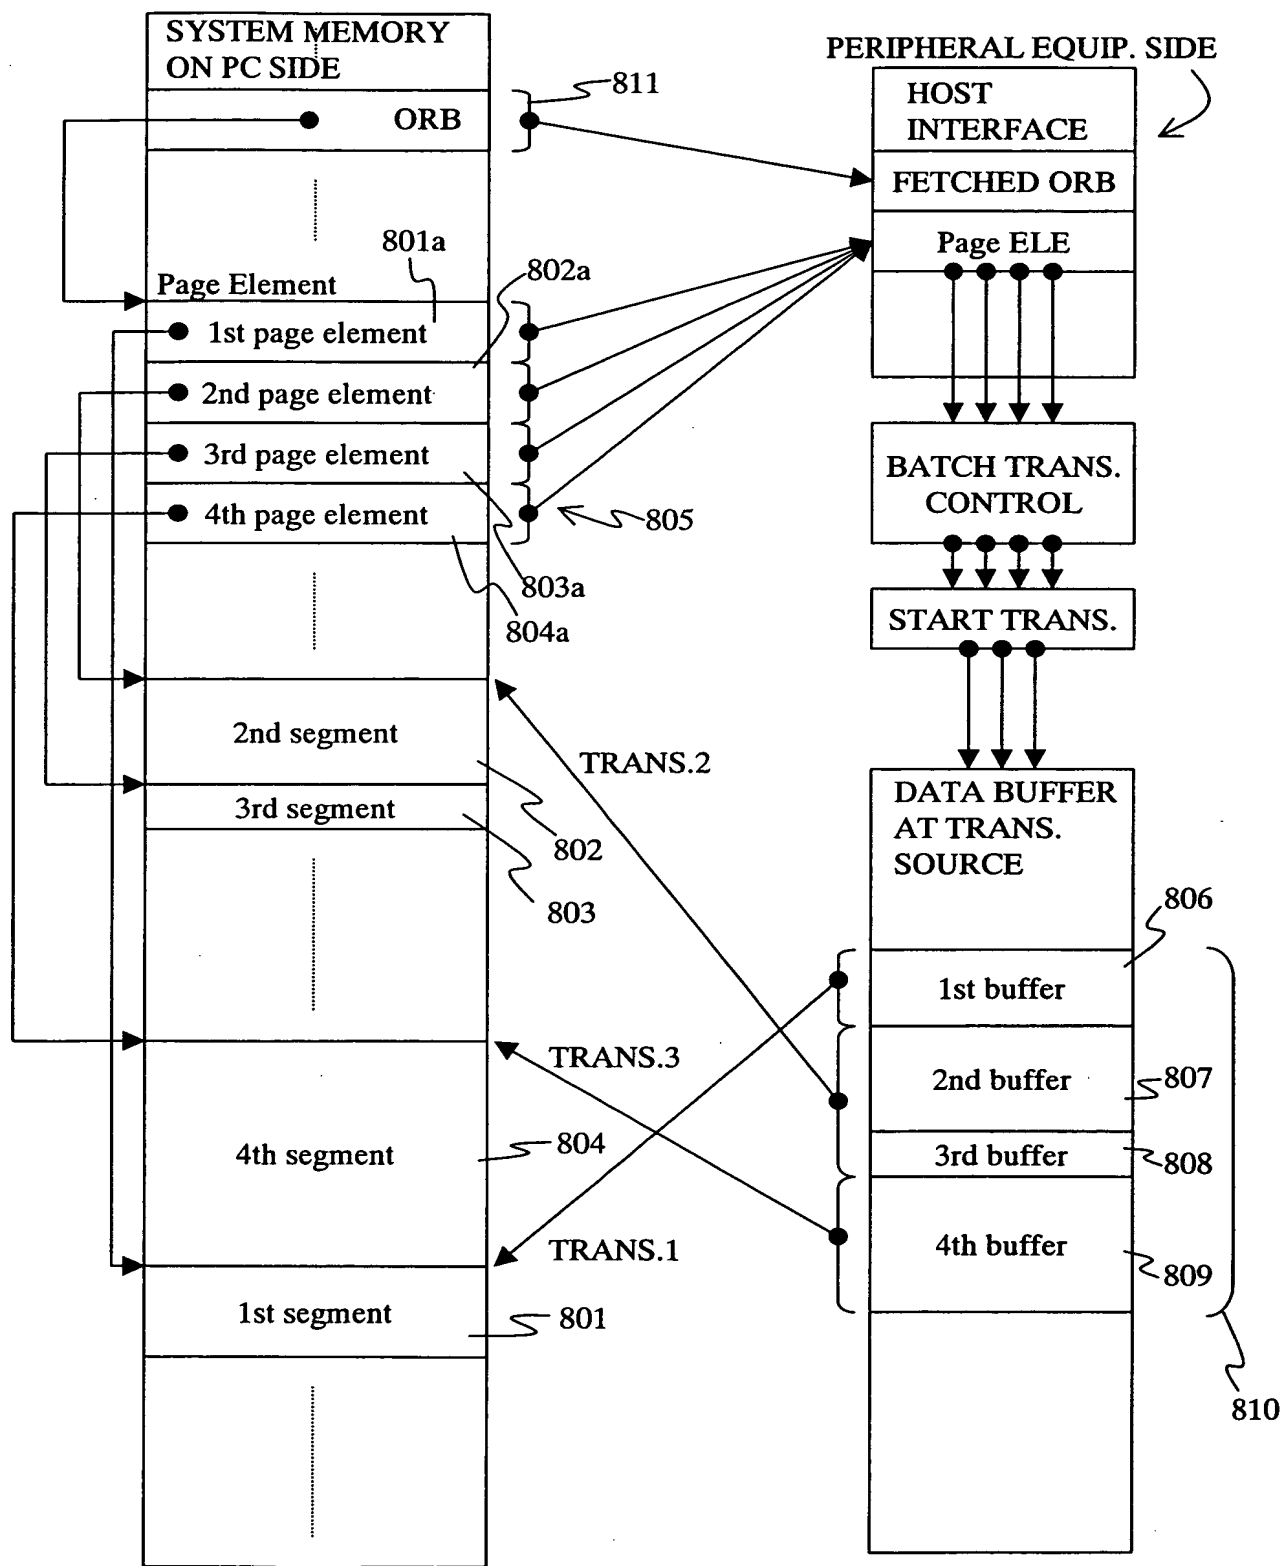 SYSTEM MEMORY
ON PC SIDE
ORB
811
PERIPHERAL EQUIP. SIDE
HOST
INTERFACE
FETCHED ORB
Page ELE
801a
802a
Page Element
1st page element
2nd page element
3rd page element
4th page element
805
803a
804a
BATCH TRANS.
CONTROL
START TRANS.
2nd segment
3rd segment
802
803
TRANS.2
DATA BUFFER
AT TRANS.
SOURCE
806
1st buffer
2nd buffer
807
3rd buffer
808
4th buffer
809
810
TRANS.3
4th segment
804
TRANS.1
1st segment
801